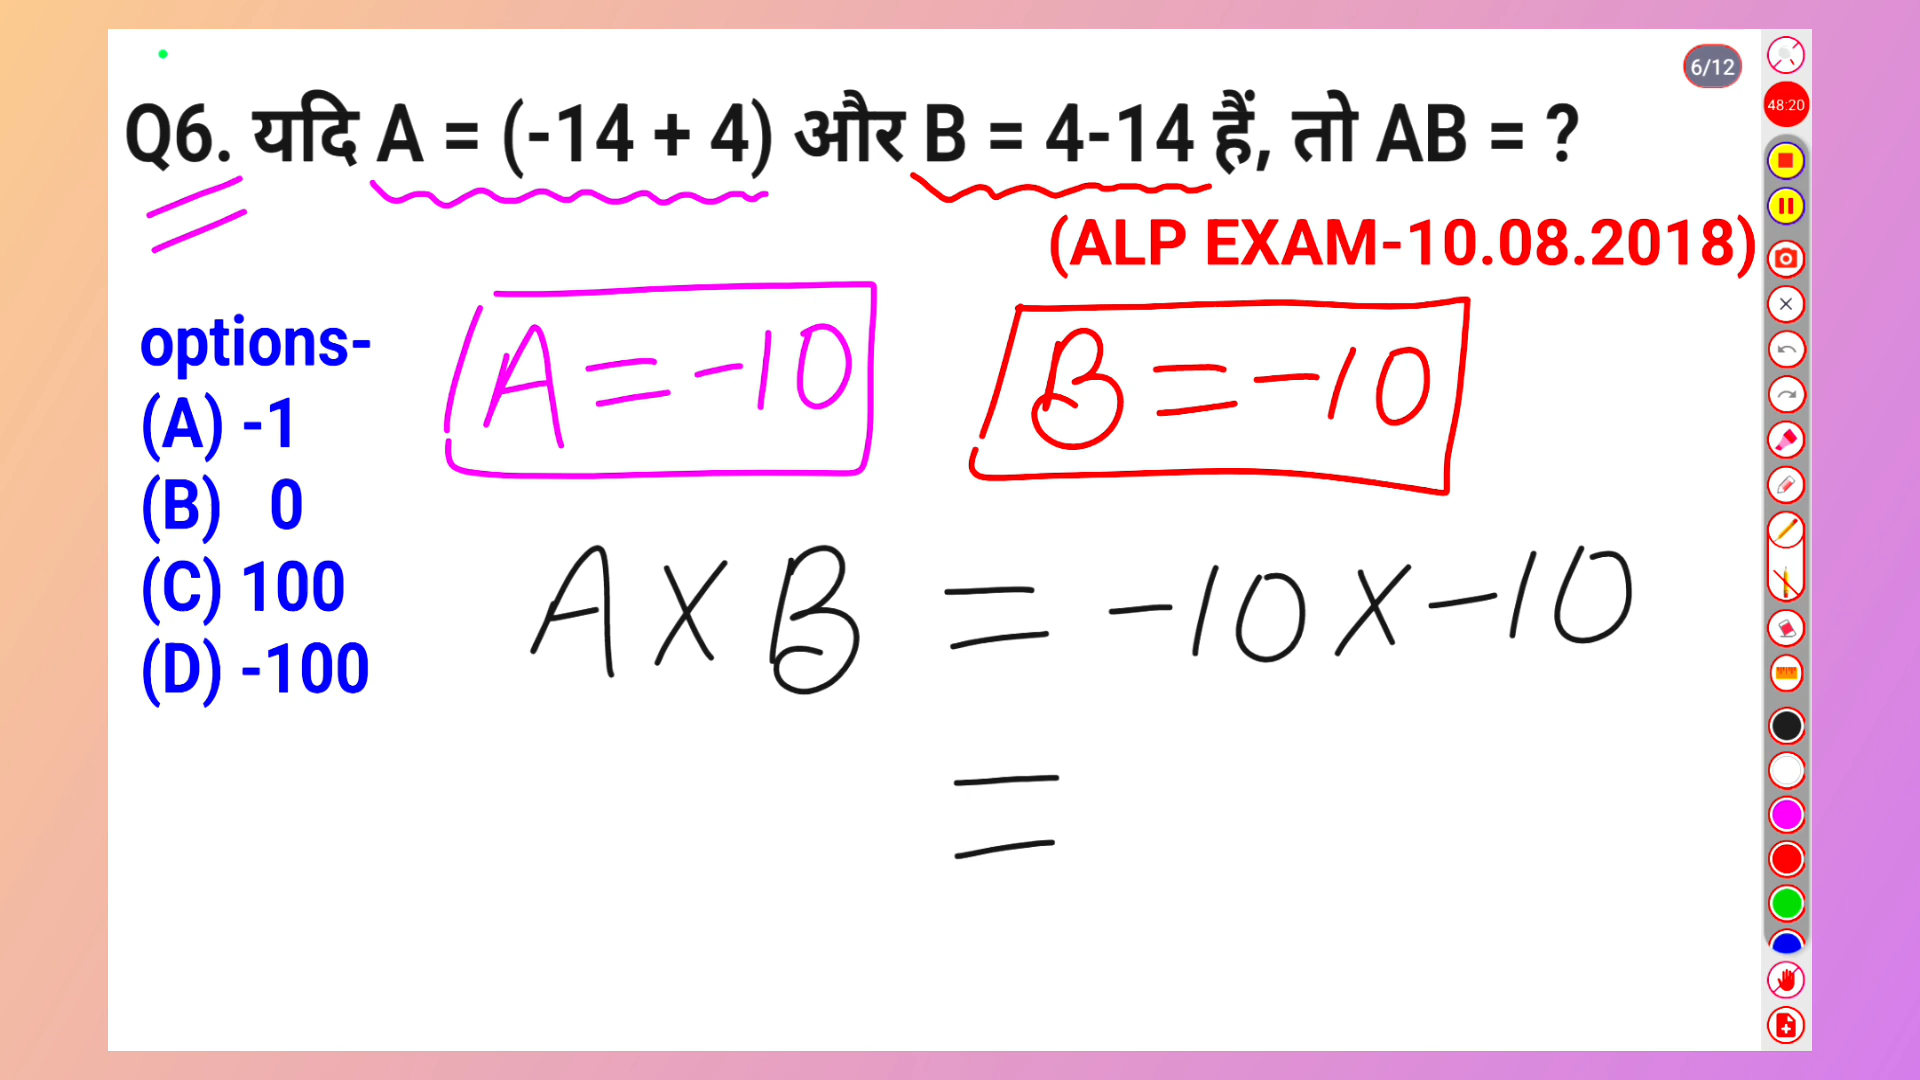 6/12
48:20
Q6. यदि A = (-14 + 4) और B = 4-14 हैं, तो AB = ?
(ALP EXAM-10.08.2018)
options-
(A) -1
(B) 0
(C) 100
(D) -100
A = -10
B = -10
A X B = -10 X -10
=